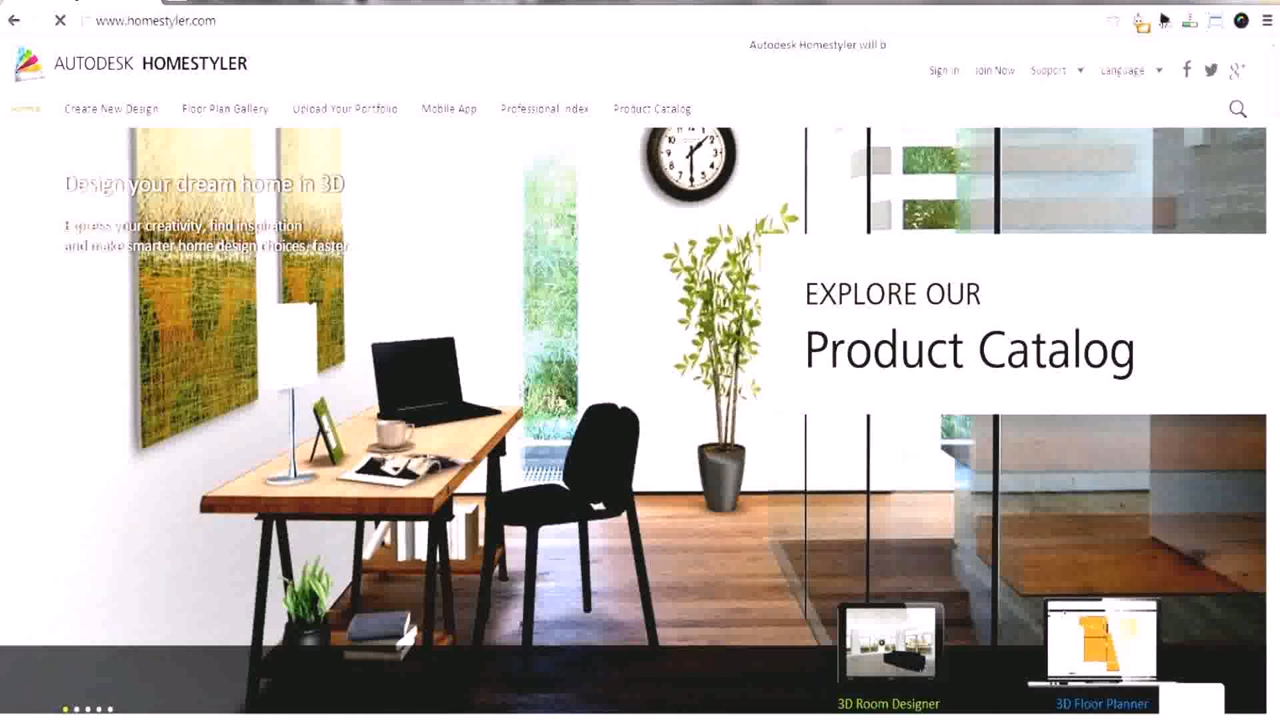 www.homestyler.com
Autodesk Homestyler will b
AUTODESK HOMESTYLER
Sign In Join Now Support Language
Create New Design Floor Plan Gallery Upload Your Portfolio Mobile App Professional Index Product Catalog
Design your dream home in 3D
Express your creativity, find inspiration
and make smarter home design choices, faster
EXPLORE OUR
Product Catalog
3D Room Designer
3D Floor Planner